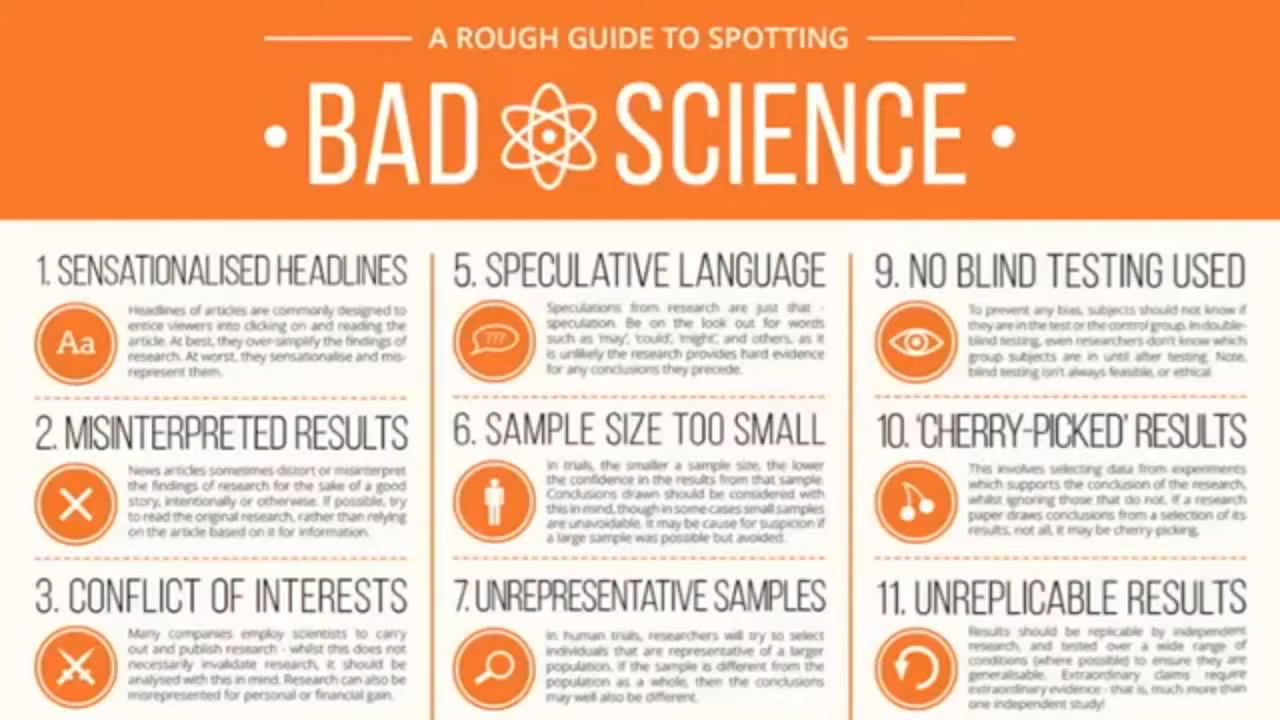 A ROUGH GUIDE TO SPOTTING
BAD SCIENCE
1. SENSATIONALISED HEADLINES
Aa
Headlines of articles are commonly designed to
entice viewers into clicking on and reading the
article. At best, they over-simplify the findings of
research. At worst, they sensationalise and mis-
represent them.
2. MISINTERPRETED RESULTS
News articles sometimes distort or misinterpret
the findings of research for the sake of a good
story, intentionally or otherwise. If possible, try
to read the original research, rather than relying
on the article based on it for information.
3. CONFLICT OF INTERESTS
Many companies employ scientists to carry
out and publish research - whilst this does not
necessarily invalidate research, it should be
analysed with this in mind. Research can also be
misrepresented for personal or financial gain.
5. SPECULATIVE LANGUAGE
???
Speculations from research are just that -
speculation. Be on the look out for words
such as 'may', 'could', 'might', and others, as it
is unlikely the research provides hard evidence
for any conclusions they precede.
6. SAMPLE SIZE TOO SMALL
In trials, the smaller a sample size, the lower
the confidence in the results from that sample.
Conclusions drawn should be considered with
this in mind, though in some cases small samples
are unavoidable. It may be cause for suspicion if
a large sample was possible but avoided.
7. UNREPRESENTATIVE SAMPLES
In human trials, researchers will try to select
individuals that are representative of a larger
population. If the sample is different from the
population as a whole, then the conclusions
may well also be different.
9. NO BLIND TESTING USED
To prevent any bias, subjects should not know if
they are in the test or the control group. In double-
blind testing, even researchers don't know which
group subjects are in until after testing. Note,
blind testing isn't always feasible, or ethical.
10. 'CHERRY-PICKED' RESULTS
This involves selecting data from experiments
which supports the conclusion of the research,
whilst ignoring those that do not. If a research
paper draws conclusions from a selection of its
results, not all, it may be cherry-picking.
11. UNREPLICABLE RESULTS
Results should be replicable by independent
research, and tested over a wide range of
conditions (where possible) to ensure they are
generalisable. Extraordinary claims require
extraordinary evidence - that is, much more than
one independent study!